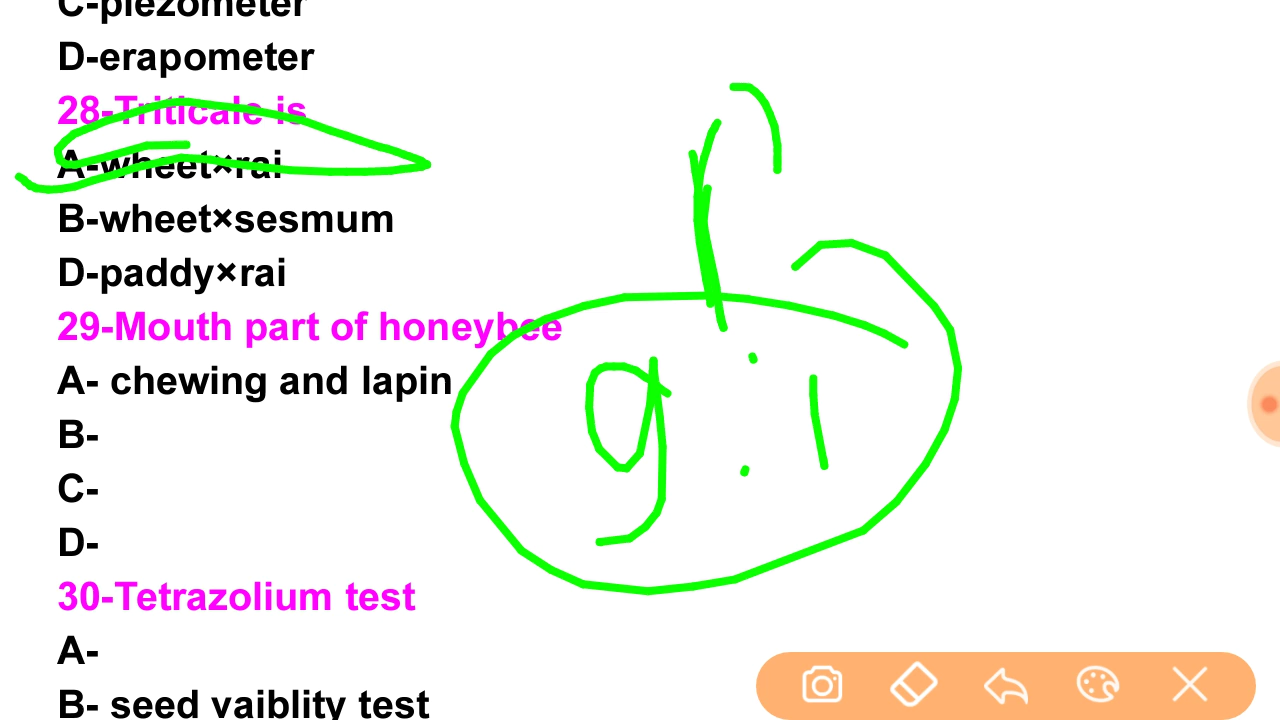 C-piezometer
D-erapometer
28-Triticale is
A-wheet×rai
B-wheet×sesmum
D-paddy×rai
29-Mouth part of honeybee
A- chewing and lapin
B-
C-
D-
30-Tetrazolium test
A-
B- seed vaiblity test
9:1